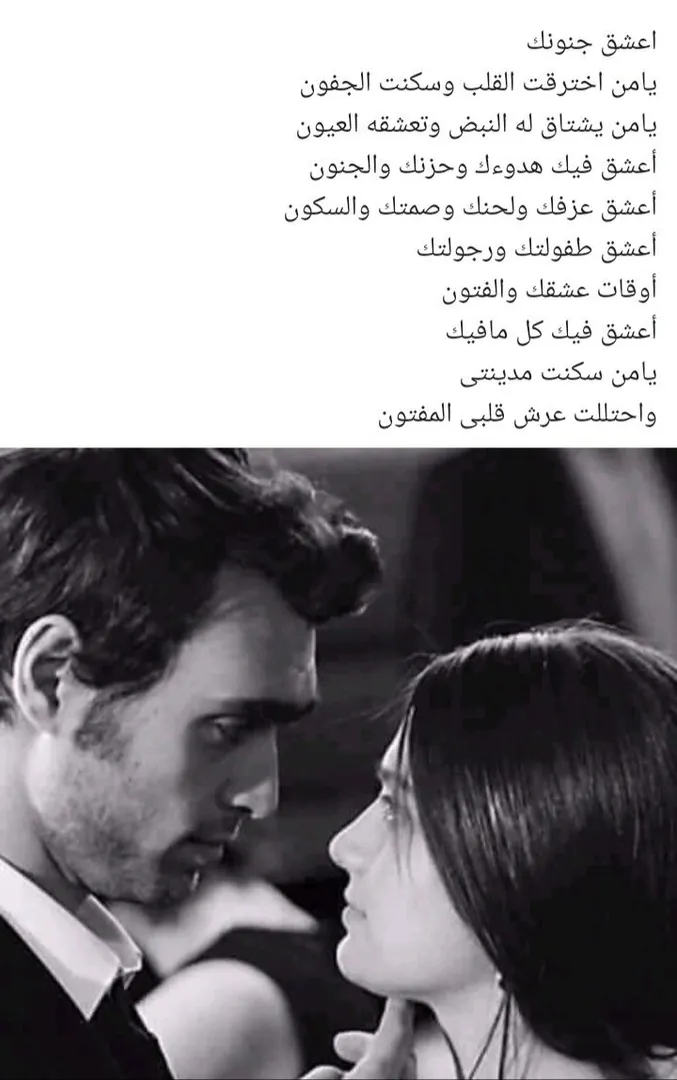 اعشق جنونك
يامن اخترقت القلب وسكنت الجفون
يامن يشتاق له النبض وتعشقه العيون
أعشق فيك هدوءك وحزنك والجنون
أعشق عزفك ولحنك وصمتك والسكون
أعشق طفولتك ورجولتك
أوقات عشقك والفتون
أعشق فيك كل مافيك
يامن سكنت مدينتى
واحتللت عرش قلبى المفتون